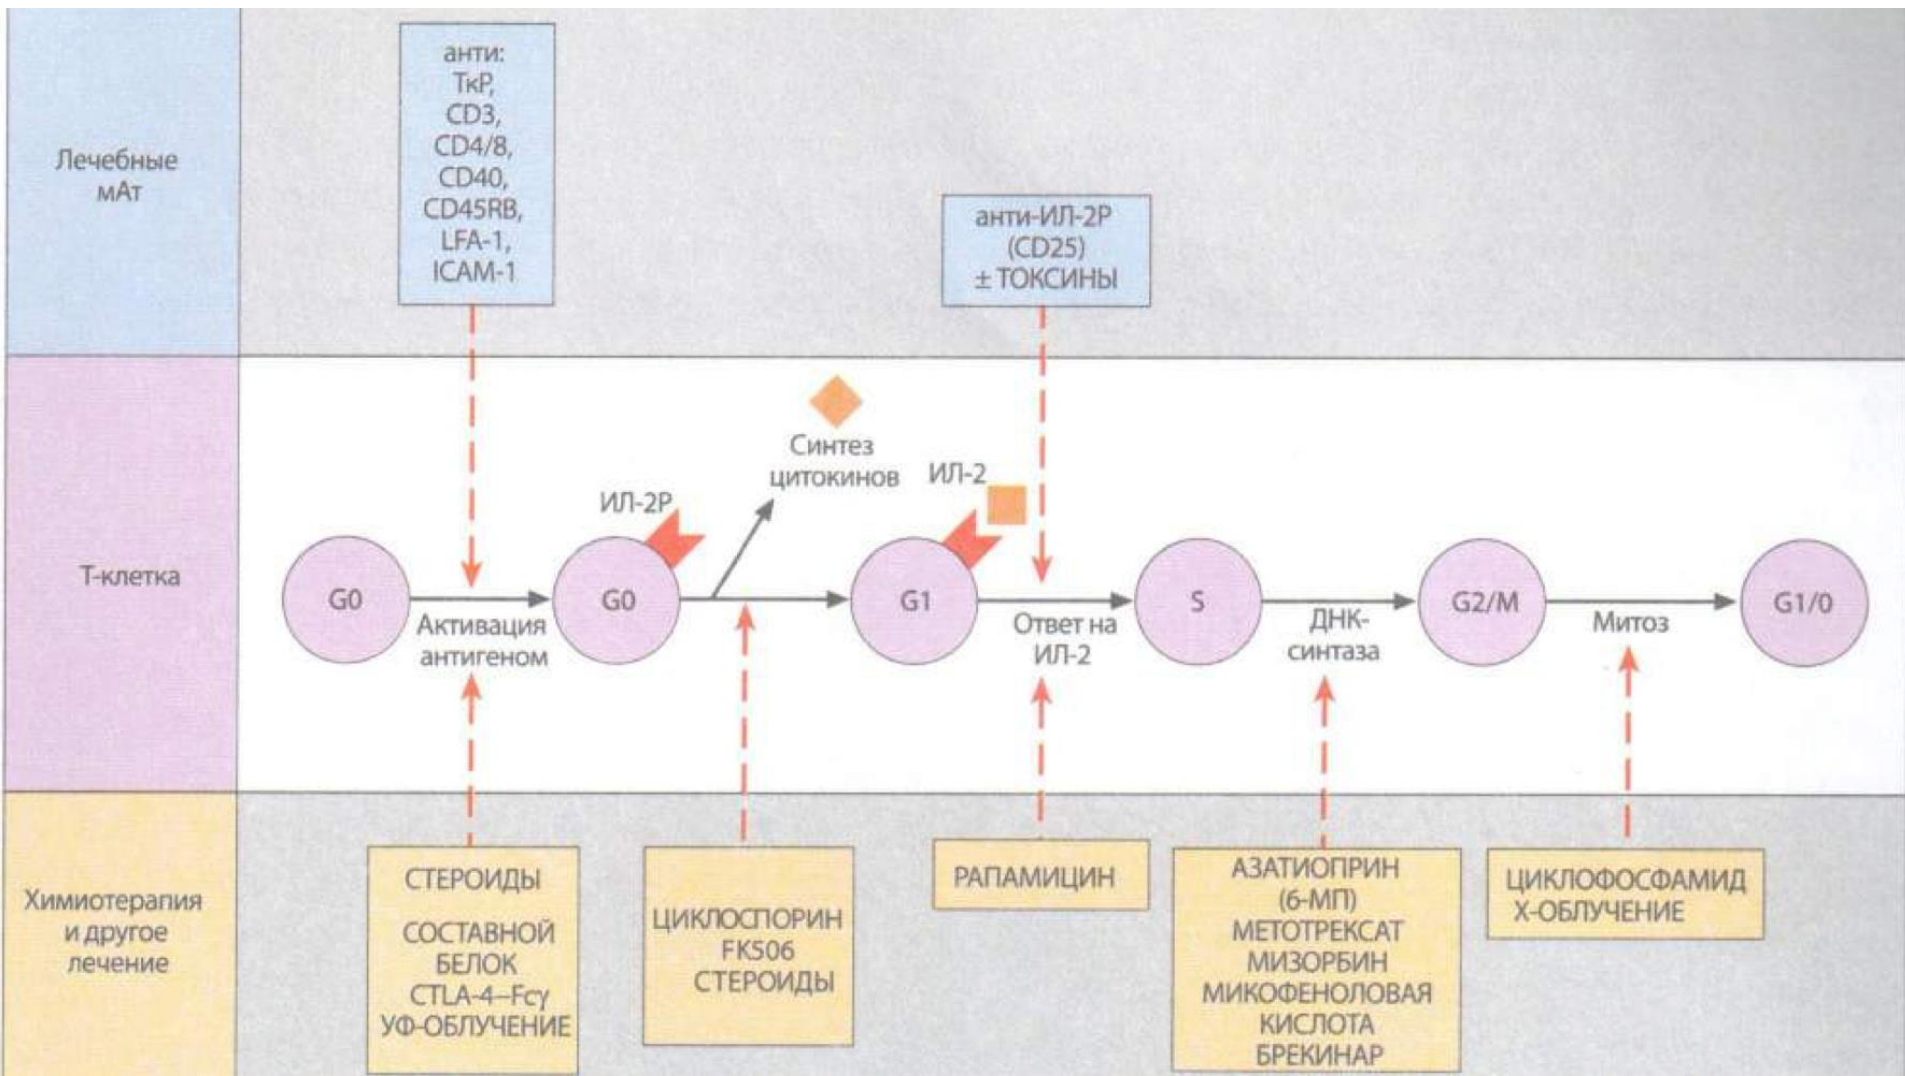 Лечебные
мАт
анти:
ТкР,
CD3,
CD4/8,
CD40,
CD45RB,
LFA-1,
ICAM-1
анти-ИЛ-2Р
(CD25)
± ТОКСИНЫ
Т-клетка
G0
Активация
антигеном
ИЛ-2Р
G0
Синтез
цитокинов
ИЛ-2
G1
Ответ на
ИЛ-2
S
ДНК-
синтаза
G2/M
Митоз
G1/0
Химиотерапия
и другое
лечение
СТЕРОИДЫ
СОСТАВНОЙ
БЕЛОК
CTLA-4–Fcγ
УФ-ОБЛУЧЕНИЕ
ЦИКЛОСПОРИН
FK506
СТЕРОИДЫ
РАПАМИЦИН
АЗАТИОПРИН
(6-МП)
МЕТОТРЕКСАТ
МИЗОРБИН
МИКОФЕНОЛОВАЯ
КИСЛОТА
БРЕКИНАР
ЦИКЛОФОСФАМИД
Х-ОБЛУЧЕНИЕ